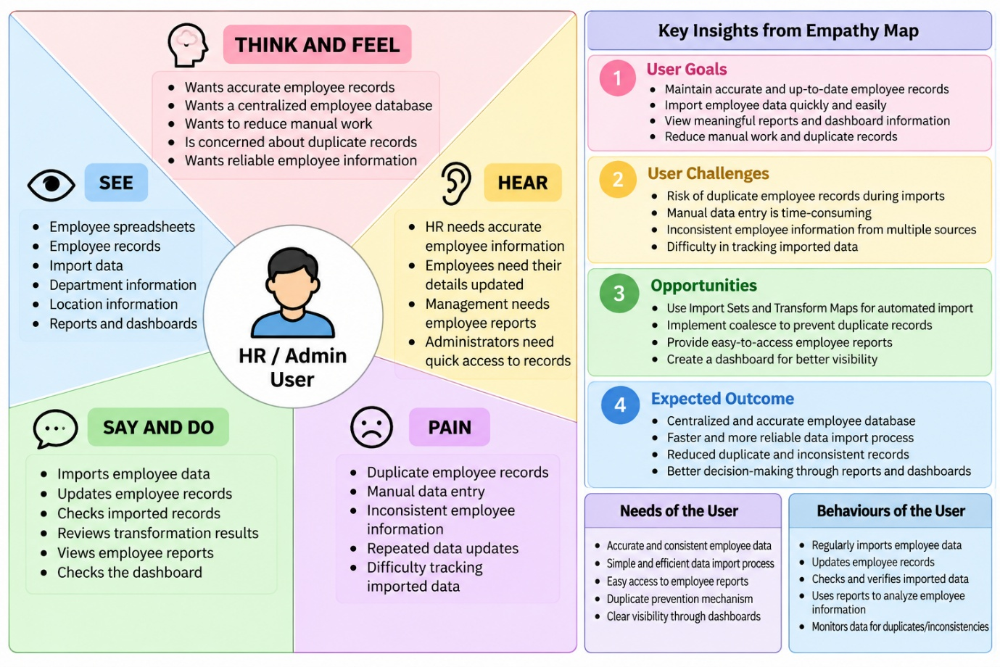 THINK AND FEEL
• Wants accurate employee records
• Wants a centralized employee database
• Wants to reduce manual work
• Is concerned about duplicate records
• Wants reliable employee information
SEE
• Employee spreadsheets
• Employee records
• Import data
• Department information
• Location information
• Reports and dashboards
HEAR
• HR needs accurate
employee information
• Employees need their
details updated
• Management needs
employee reports
• Administrators need
quick access to records
HR / Admin
User
SAY AND DO
• Imports employee data
• Updates employee records
• Checks imported records
• Reviews transformation results
• Views employee reports
• Checks the dashboard
PAIN
• Duplicate employee records
• Manual data entry
• Inconsistent employee
information
• Repeated data updates
• Difficulty tracking
imported data
Key Insights from Empathy Map
1
User Goals
• Maintain accurate and up-to-date employee records
• Import employee data quickly and easily
• View meaningful reports and dashboard information
• Reduce manual work and duplicate records
2
User Challenges
• Risk of duplicate employee records during imports
• Manual data entry is time-consuming
• Inconsistent employee information from multiple sources
• Difficulty in tracking imported data
3
Opportunities
• Use Import Sets and Transform Maps for automated import
• Implement coalesce to prevent duplicate records
• Provide easy-to-access employee reports
• Create a dashboard for better visibility
4
Expected Outcome
• Centralized and accurate employee database
• Faster and more reliable data import process
• Reduced duplicate and inconsistent records
• Better decision-making through reports and dashboards
Needs of the User
• Accurate and consistent employee data
• Simple and efficient data import process
• Easy access to employee reports
• Duplicate prevention mechanism
• Clear visibility through dashboards
Behaviours of the User
• Regularly imports employee data
• Updates employee records
• Checks and verifies imported data
• Uses reports to analyze employee
information
• Monitors data for duplicates/inconsistencies